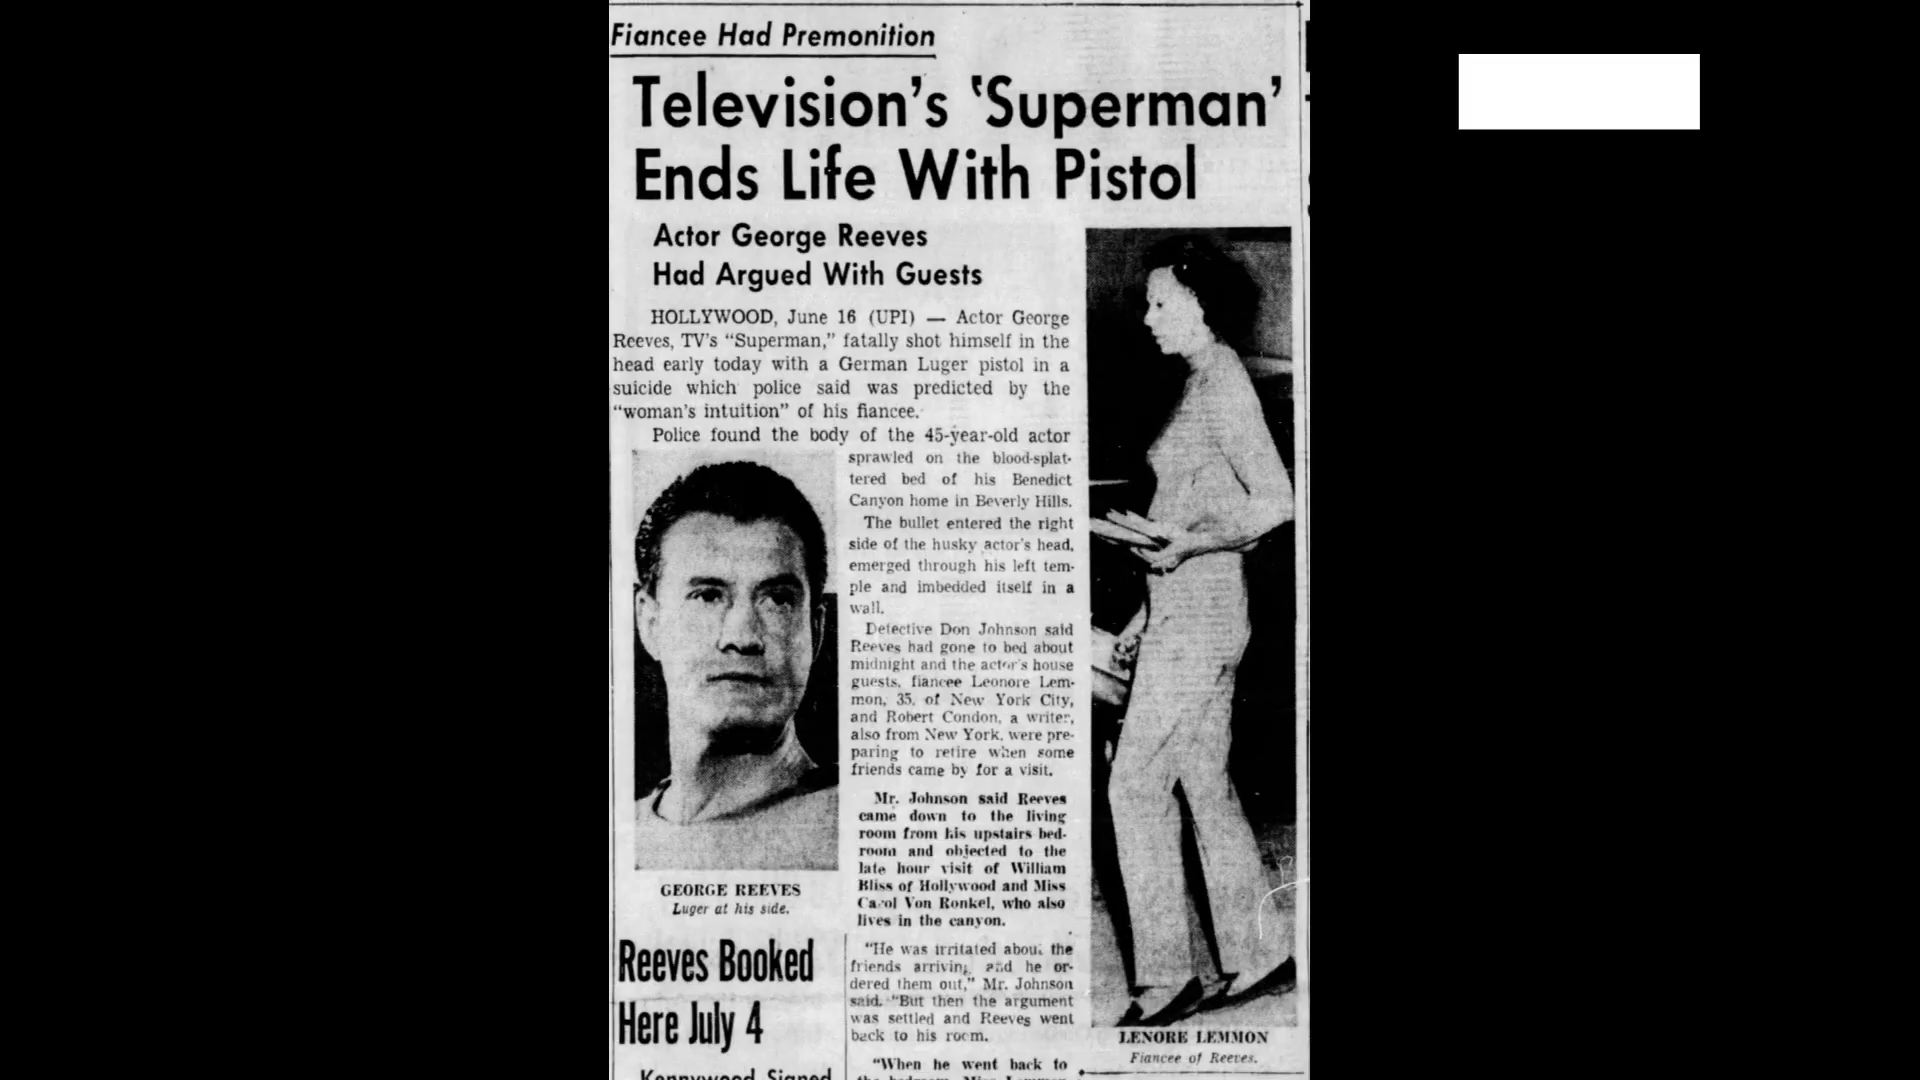 Fiancee Had Premonition
Television's 'Superman'
Ends Life With Pistol
Actor George Reeves
Had Argued With Guests
HOLLYWOOD, June 16 (UPI) — Actor George
Reeves, TV's "Superman," fatally shot himself in the
head early today with a German Luger pistol in a
suicide which police said was predicted by the
"woman's intuition" of his fiancee.
Police found the body of the 45-year-old actor
sprawled on the blood-splat-
tered bed of his Benedict
Canyon home in Beverly Hills.
The bullet entered the right
side of the husky actor's head,
emerged through his left tem-
ple and imbedded itself in a
wall.
Detective Don Johnson said
Reeves had gone to bed about
midnight and the actor's house
guests, fiancee Leonore Lem-
mon, 35, of New York City,
and Robert Condon, a writer,
also from New York, were pre-
paring to retire when some
friends came by for a visit.
Mr. Johnson said Reeves
came down to the living
room from his upstairs bed-
room and objected to the
late hour visit of William
Bliss of Hollywood and Miss
Carol Von Ronkel, who also
lives in the canyon.
"He was irritated about the
friends arriving and he or-
dered them out," Mr. Johnson
said. "But then the argument
was settled and Reeves went
back to his room.
"When he went back to
GEORGE REEVES
Luger at his side.
Reeves Booked
Here July 4
Kennywood Signed
LENORE LEMMON
Fiancee of Reeves.